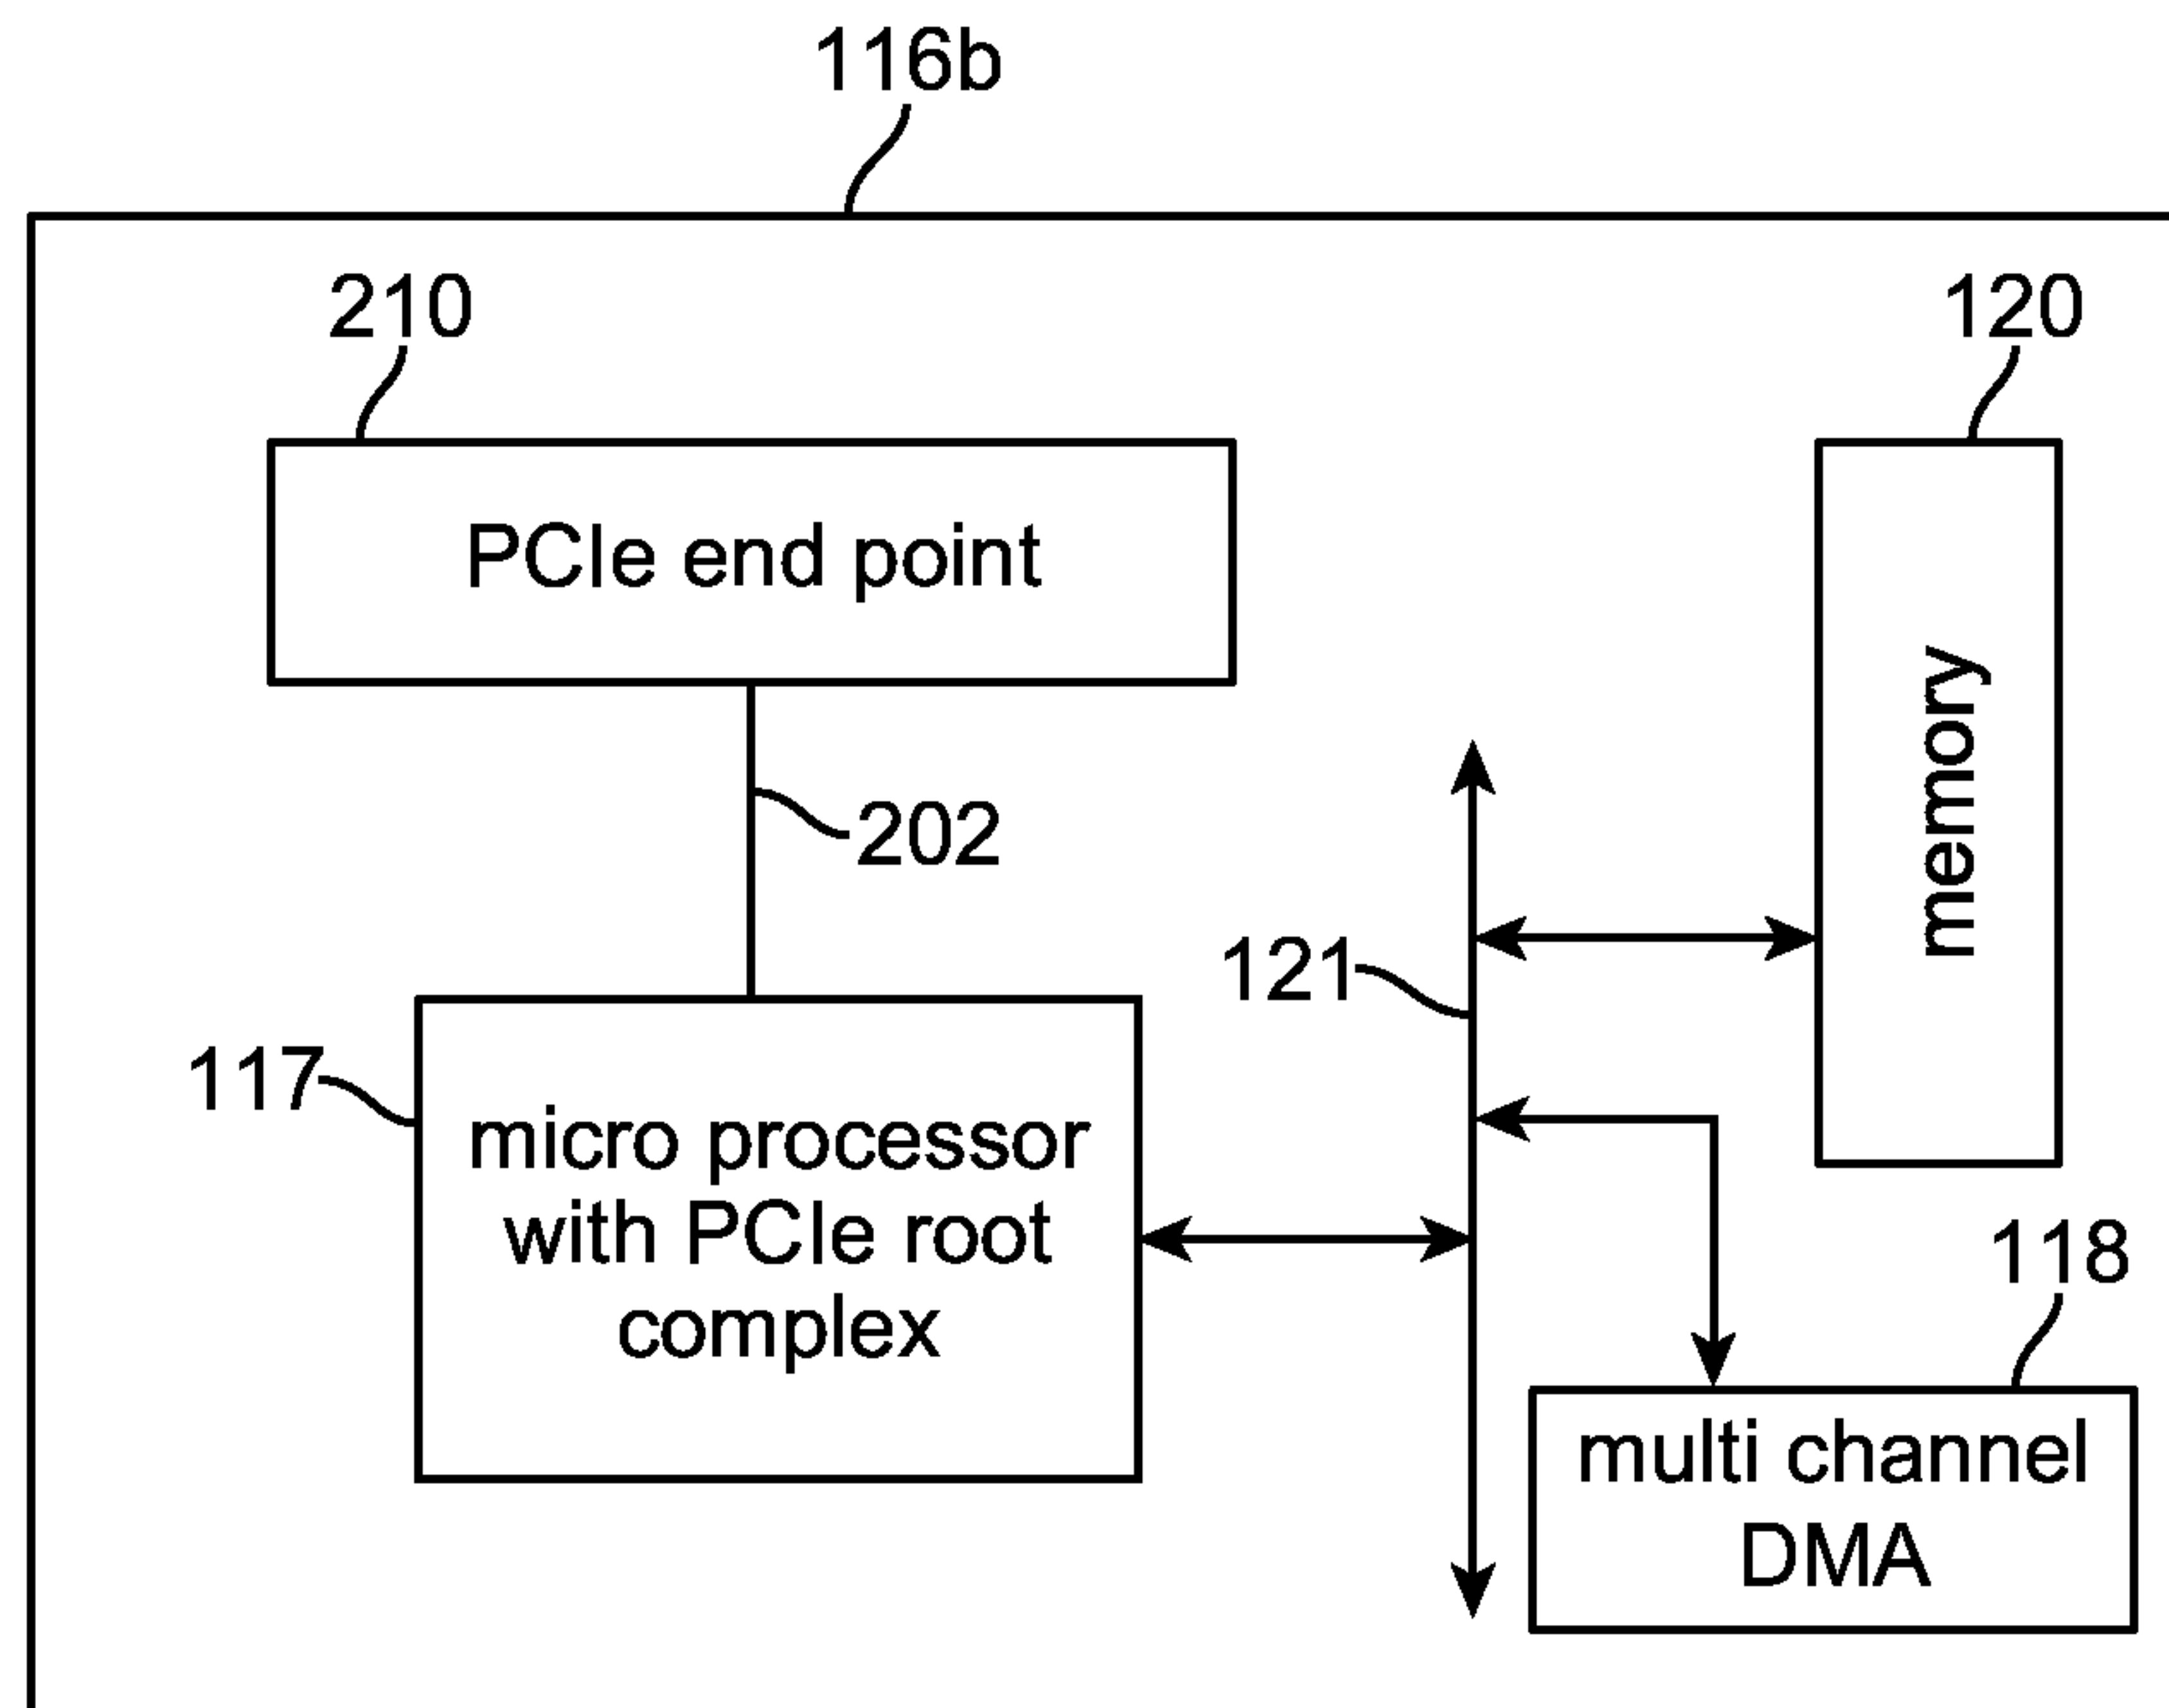 116b
210
120
PCIe end point
memory
202
121
117
micro processor
with PCIe root
complex
118
multi channel
DMA